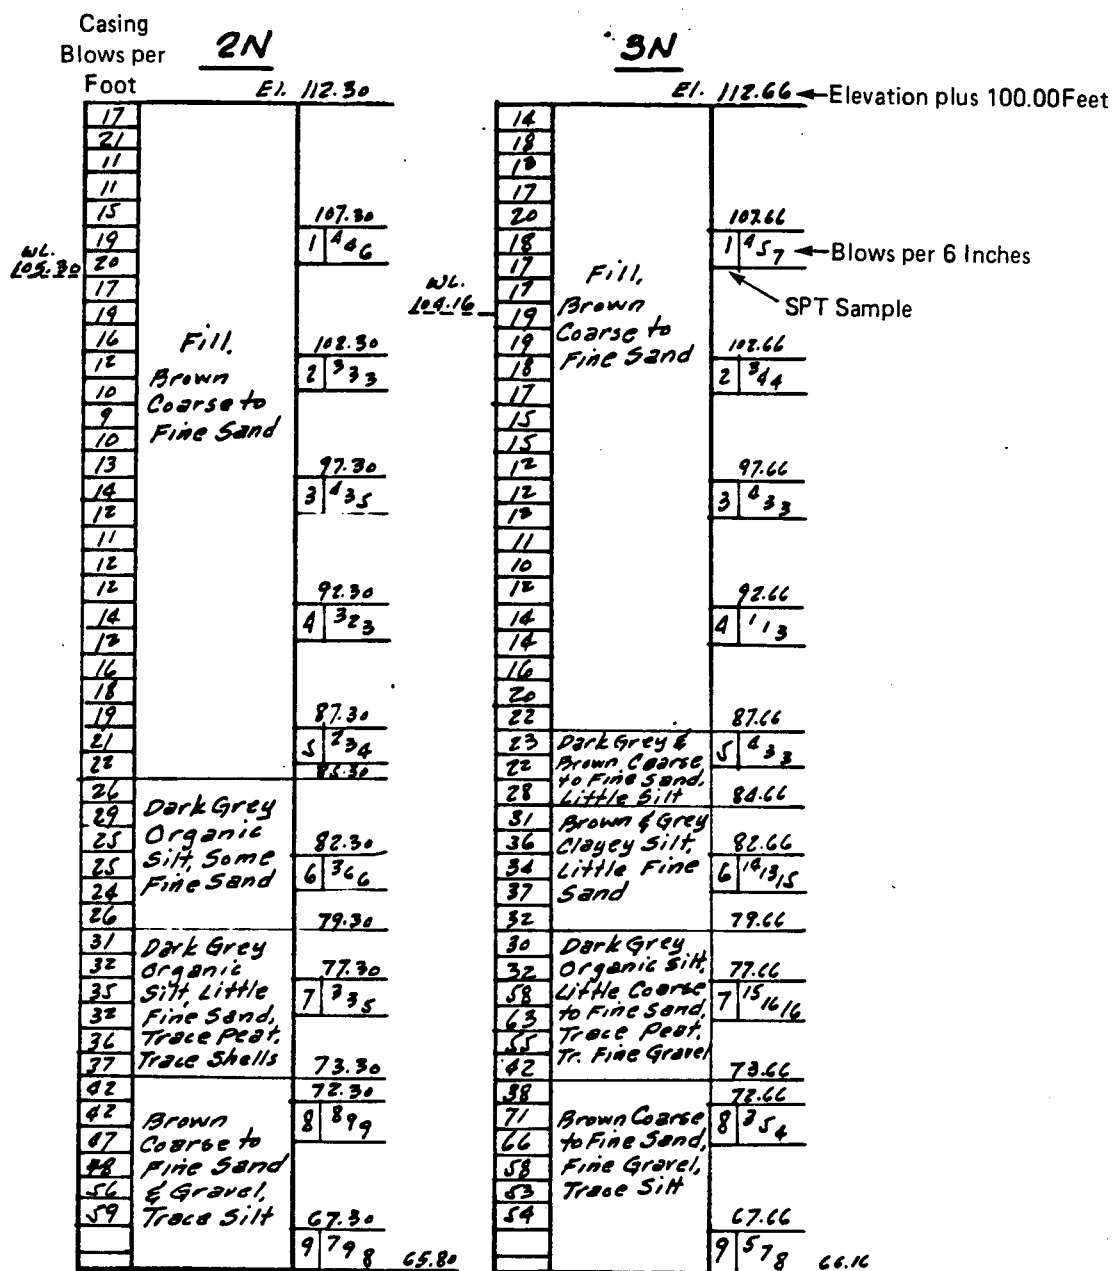 Casing
Blows per
Foot
2N
El. 112.30
17
21
11
11
15
19
20
17
19
16
12
10
9
10
13
14
12
11
12
12
14
12
16
18
19
21
22
26
29
25
25
24
26
31
32
35
32
36
37
42
42
47
48
56
59
WL.
105.30
Fill,
Brown
Coarse to
Fine Sand
Dark Grey
Organic
Silt, Some
Fine Sand
Dark Grey
Organic
Silt, Little
Fine Sand,
Trace Peat,
Trace Shells
Brown
Coarse to
Fine Sand
& Gravel,
Trace Silt
107.30
1 4 4 6
102.30
2 3 3 3
97.30
3 4 3 5
92.30
4 3 2 3
87.30
5 2 3 4
85.30
82.30
6 3 6 6
79.30
77.30
7 3 3 5
73.30
72.30
8 8 9 9
67.30
9 7 9 8
65.80
3N
El. 112.66
Elevation plus 100.00Feet
14
18
18
17
20
18
17
17
19
19
18
17
15
15
12
12
12
11
10
12
14
14
16
20
22
23
22
28
31
36
34
37
32
30
32
58
63
55
42
38
71
66
58
53
54
WL.
104.16
Fill,
Brown
Coarse to
Fine Sand
Dark Grey &
Brown Coarse
to Fine Sand,
Little Silt
Brown & Grey
Clayey Silt,
Little Fine
Sand
Dark Grey
Organic Silt,
Little Coarse
to Fine Sand,
Trace Peat,
Tr. Fine Gravel
Brown Coarse
to Fine Sand,
Fine Gravel,
Trace Silt
107.66
1 4 5 7
Blows per 6 Inches
SPT Sample
102.66
2 3 4 4
97.66
3 4 3 3
92.66
4 1 1 3
87.66
5 4 3 3
84.66
82.66
6 14 13 15
79.66
77.66
7 15 16 16
73.66
72.66
8 3 5 4
67.66
9 5 7 8
66.16